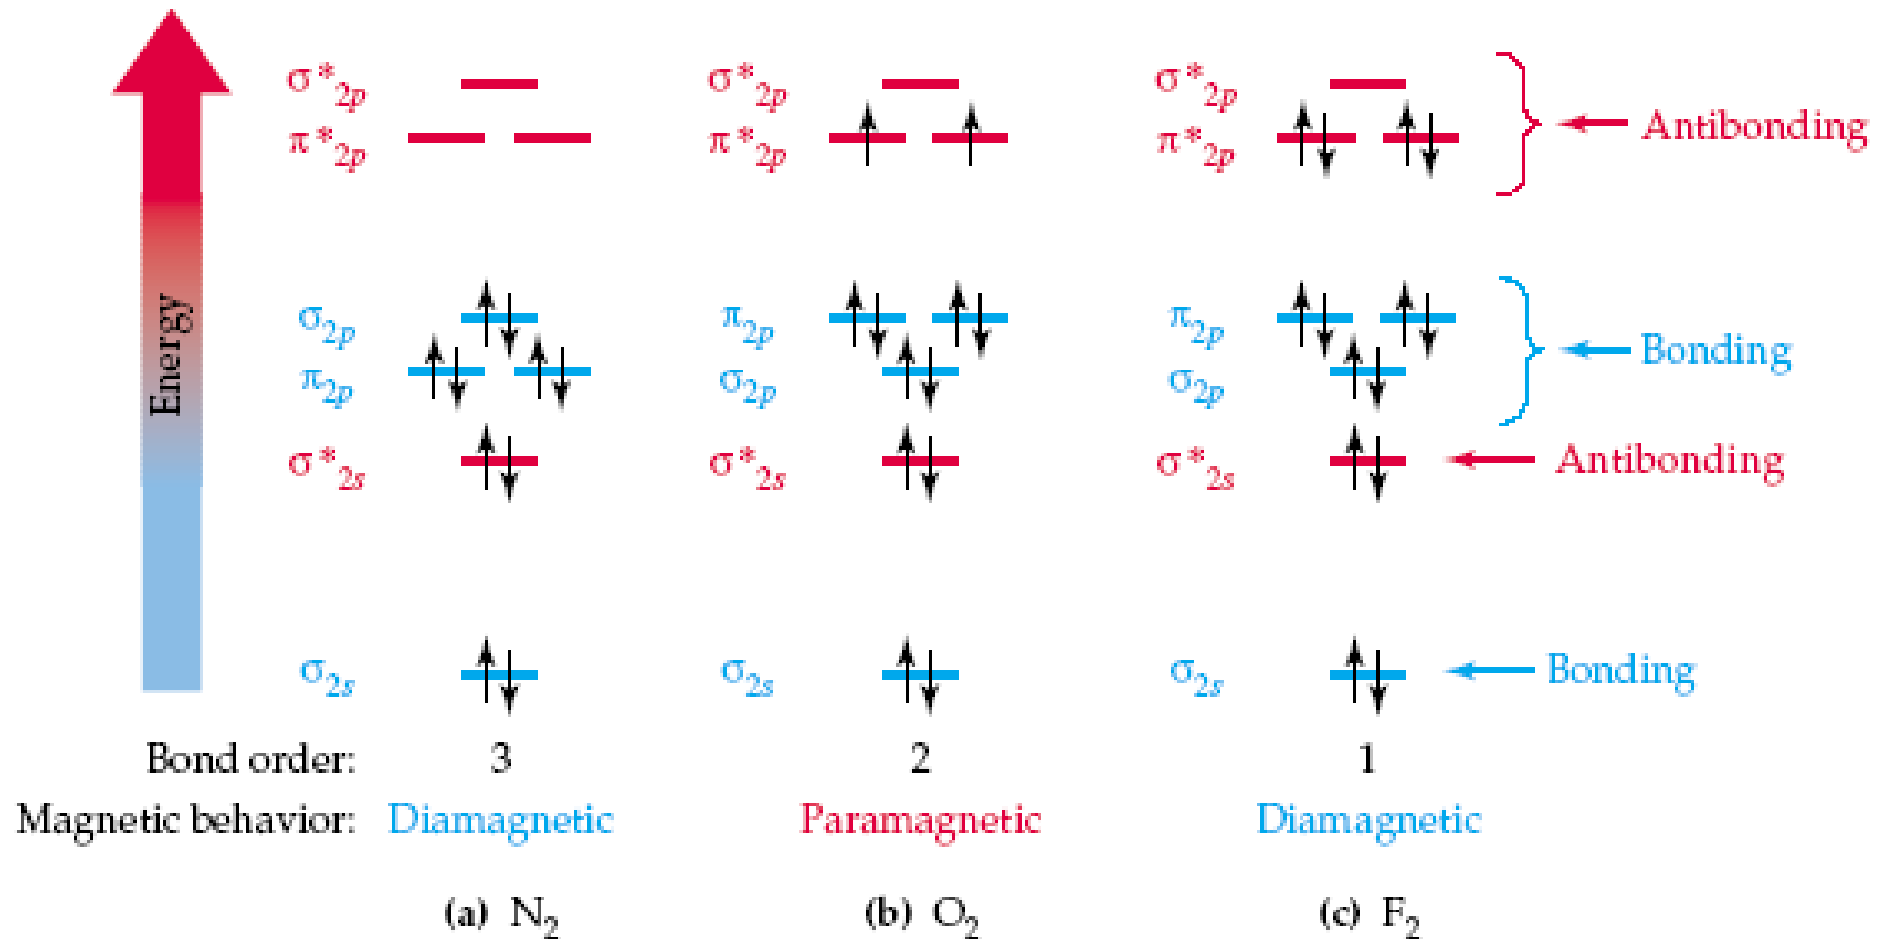 σ*2p σ*2p σ*2p
π*2p π*2p π*2p Antibonding
Energy
σ2p π2p π2p
Bonding
π2p σ2p σ2p
σ*2s σ*2s σ*2s Antibonding
σ2s σ2s σ2s Bonding
Bond order: 3 2 1
Magnetic behavior: Diamagnetic Paramagnetic Diamagnetic
(a) N2 (b) O2 (c) F2